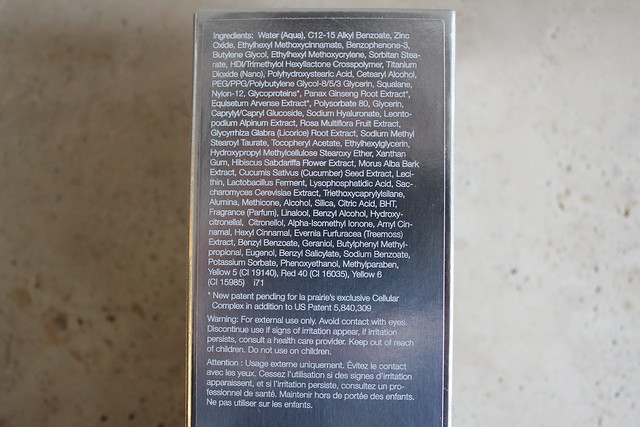 Ingredients: Water (Aqua), C12-15 Alkyl Benzoate, Zinc
Oxide, Ethylhexyl Methoxycinnamate, Benzophenone-3,
Butylene Glycol, Ethylhexyl Methoxycrylene, Sorbitan Stea-
rate, HDI/Trimethylol Hexyllactone Crosspolymer, Titanium
Dioxide (Nano), Polyhydroxystearic Acid, Cetearyl Alcohol,
PEG/PPG/Polybutylene Glycol-8/5/3 Glycerin, Squalane,
Nylon-12, Glycoproteins*, Panax Ginseng Root Extract*,
Equisetum Arvense Extract*, Polysorbate 80, Glycerin,
Caprylyl/Capryl Glucoside, Sodium Hyaluronate, Leonto-
podium Alpinum Extract, Rosa Multiflora Fruit Extract,
Glycyrrhiza Glabra (Licorice) Root Extract, Sodium Methyl
Stearoyl Taurate, Tocopheryl Acetate, Ethylhexylglycerin,
Hydroxypropyl Methylcellulose Stearoxy Ether, Xanthan
Gum, Hibiscus Sabdariffa Flower Extract, Morus Alba Bark
Extract, Cucumis Sativus (Cucumber) Seed Extract, Leci-
thin, Lactobacillus Ferment, Lysophosphatidic Acid, Sac-
charomyces Cerevisiae Extract, Triethoxycaprylylsilane,
Alumina, Methicone, Alcohol, Silica, Citric Acid, BHT,
Fragrance (Parfum), Linalool, Benzyl Alcohol, Hydroxy-
citronellal, Citronellol, Alpha-Isomethyl Ionone, Amyl Cin-
namal, Hexyl Cinnamal, Evernia Furfuracea (Treemoss)
Extract, Benzyl Benzoate, Geraniol, Butylphenyl Methyl-
propional, Eugenol, Benzyl Salicylate, Sodium Benzoate,
Potassium Sorbate, Phenoxyethanol, Methylparaben,
Yellow 5 (CI 19140), Red 40 (CI 16035), Yellow 6
(CI 15985) i71
* New patent pending for la prairie's exclusive Cellular
Complex in addition to US Patent 5,840,309
Warning: For external use only. Avoid contact with eyes.
Discontinue use if signs of irritation appear, if irritation
persists, consult a health care provider. Keep out of reach
of children. Do not use on children.
Attention : Usage externe uniquement. Évitez le contact
avec les yeux. Cessez l'utilisation si des signes d'irritation
apparaissent, et si l'irritation persiste, consultez un pro-
fessionnel de santé. Maintenir hors de portée des enfants.
Ne pas utiliser sur les enfants.